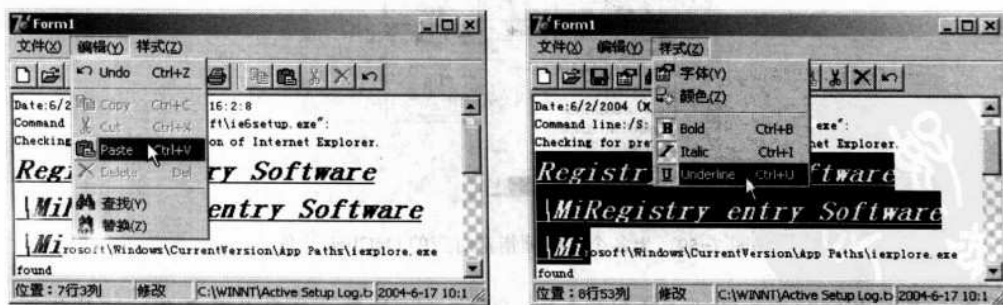 Form1
文件(X) 编辑(Y) 样式(Z)
Undo Ctrl+Z
Copy Ctrl+C
Cut Ctrl+X
Paste Ctrl+V
Delete Del
查找(Y)
替换(Z)
Date:6/2 16:2:8
Command ft\ie6setup.exe":
Checking on of Internet Explorer.
Reg ry Software
\Mi entry Software
\Mi rosoft\Windows\CurrentVersion\App Paths\iexplore.exe
found
位置：7行3列 修改 C:\WINNT\Active Setup Log.t 2004-6-17 10:1
Form1
文件(X) 编辑(Y) 样式(Z)
字体(Y)
颜色(Z)
Bold Ctrl+B
Italic Ctrl+I
Underline Ctrl+U
Date:6/2/2004 (
Command line:/S: exe":
Checking for pre net Explorer.
Registr ftware
\MiRegistry entry Software
\Mi rosoft\Windows\CurrentVersion\App Paths\iexplore.exe
found
位置：8行53列 修改 C:\WINNT\Active Setup Log.t 2004-6-17 10:1